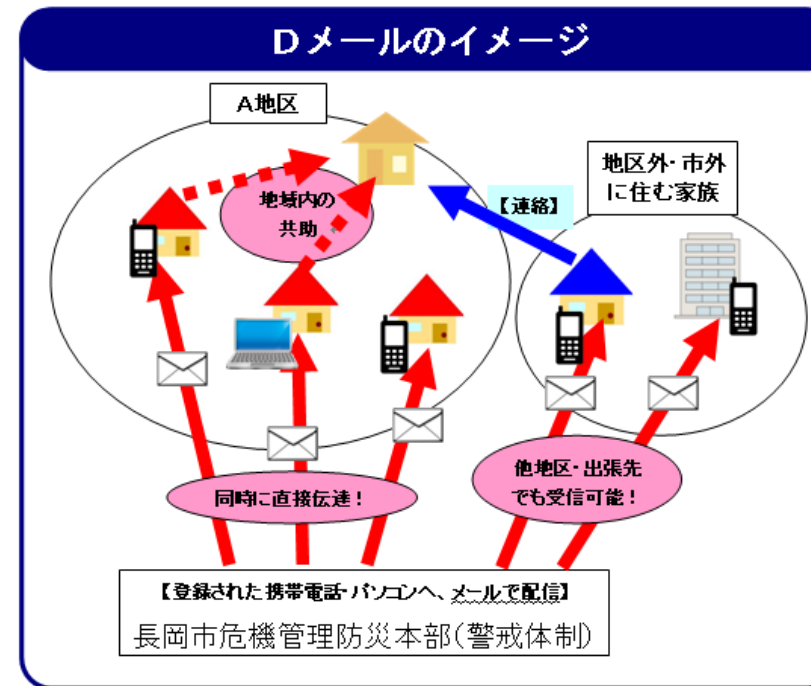 Dメールのイメージ
A地区
地区外・市外
に住む家族
地域内の
共助
【連絡】
同時に直接伝達！
他地区・出張先
でも受信可能！
【登録された携帯電話・パソコンへ、メールで配信】
長岡市危機管理防災本部(警戒体制)